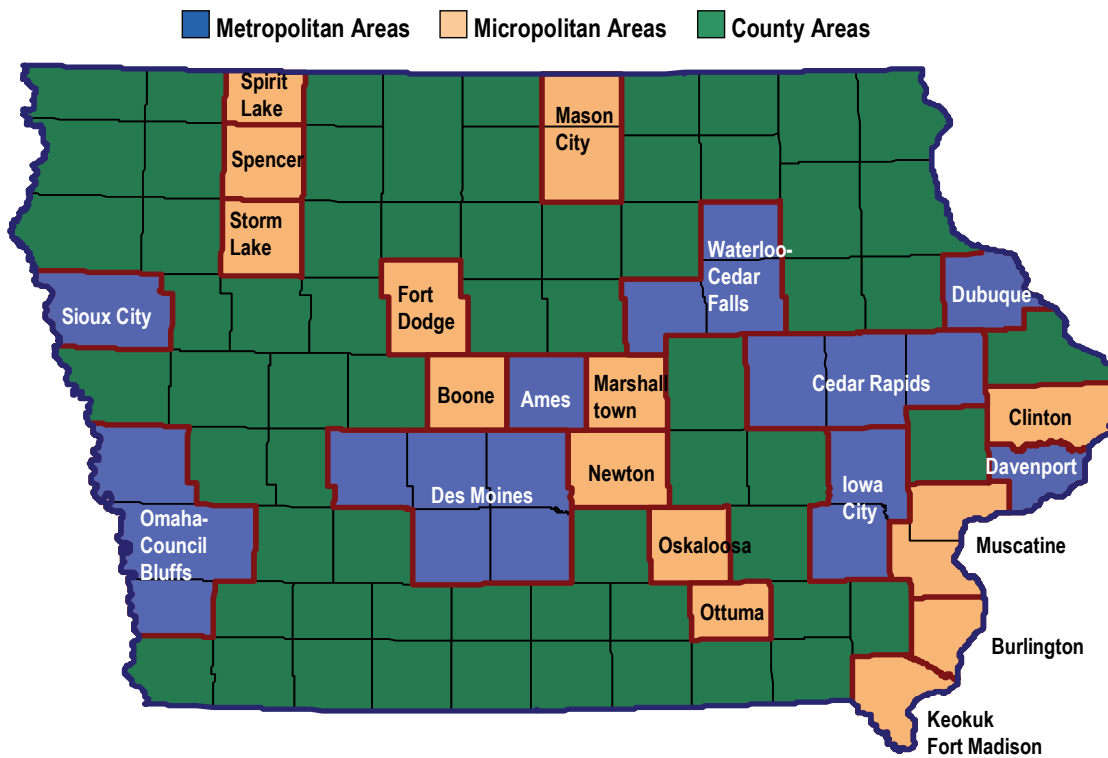 Metropolitan Areas Micropolitan Areas County Areas
Spirit
Lake
Mason
City
Spencer
Storm
Lake
Waterloo-
Cedar
Falls
Fort
Dodge
Dubuque
Sioux City
Boone
Ames
Marshall
town
Cedar Rapids
Clinton
Newton
Davenport
Des Moines
Iowa
City
Omaha-
Council
Bluffs
Oskaloosa
Muscatine
Ottuma
Burlington
Keokuk
Fort Madison